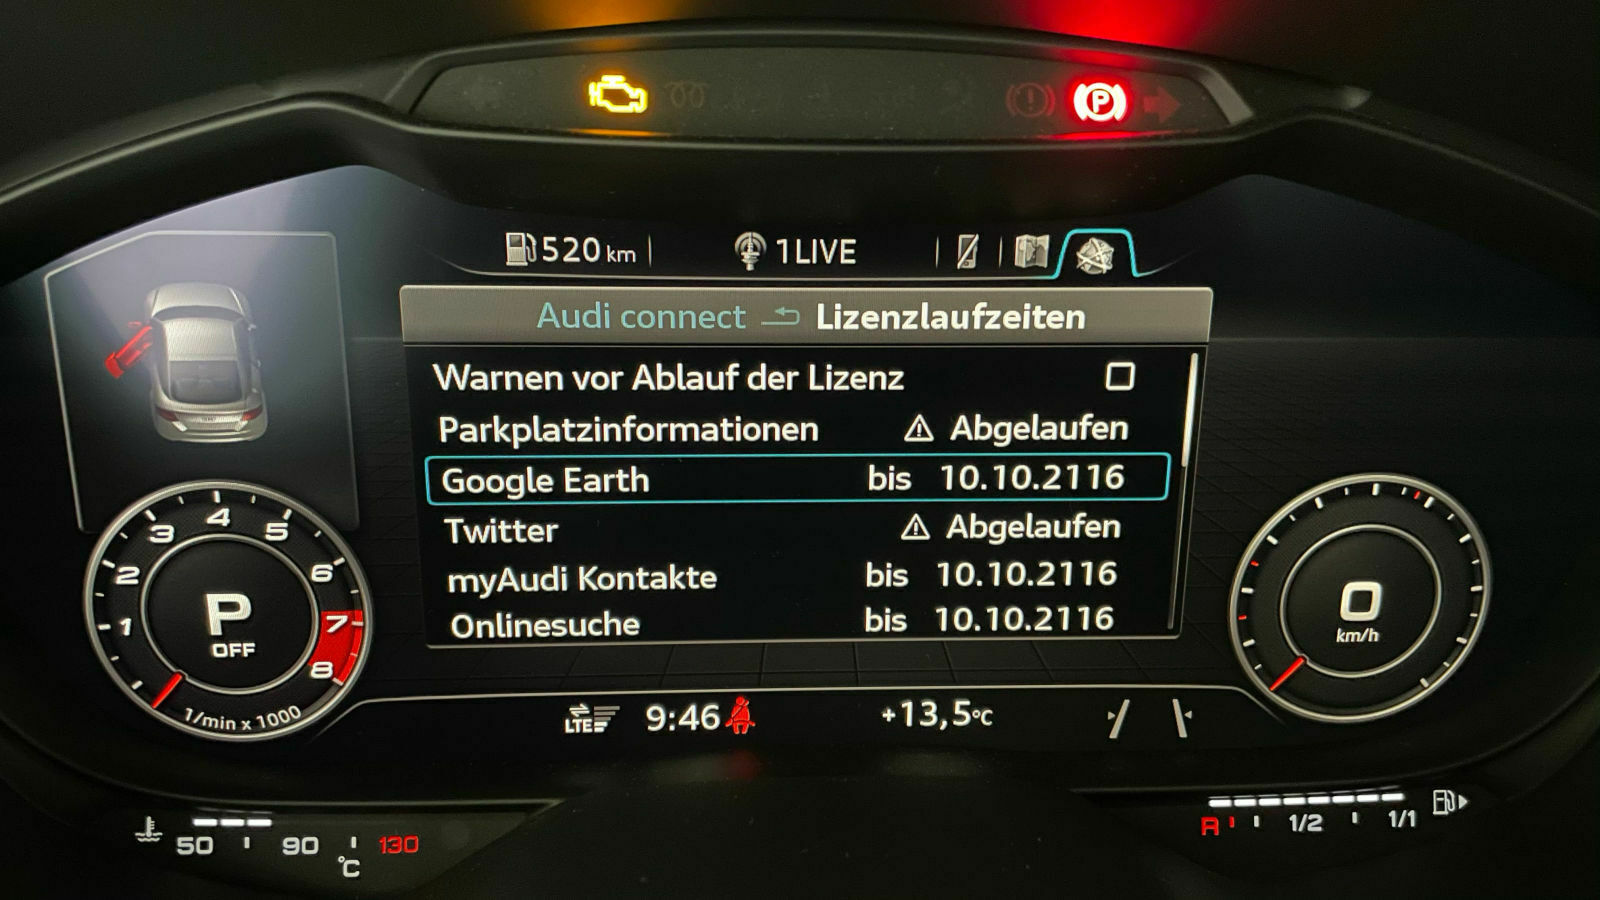 520 km
1LIVE
Audi connect Lizenzlaufzeiten
Warnen vor Ablauf der Lizenz
Parkplatzinformationen Abgelaufen
Google Earth bis 10.10.2116
Twitter Abgelaufen
myAudi Kontakte bis 10.10.2116
Onlinesuche bis 10.10.2116
1 2 3 4 5 6 7 8
P
OFF
1/min x 1000
0
km/h
LTE 9:46 +13,5°C
50 90 130
°C
R 1/2 1/1
P